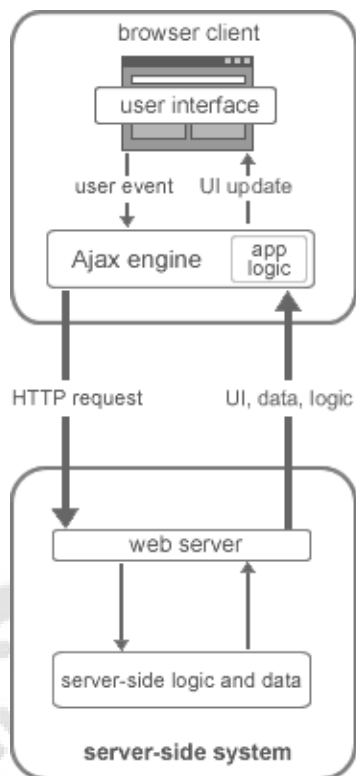 browser client
user interface
user event
UI update
Ajax engine
app
logic
HTTP request
UI, data, logic
web server
server-side logic and data
server-side system